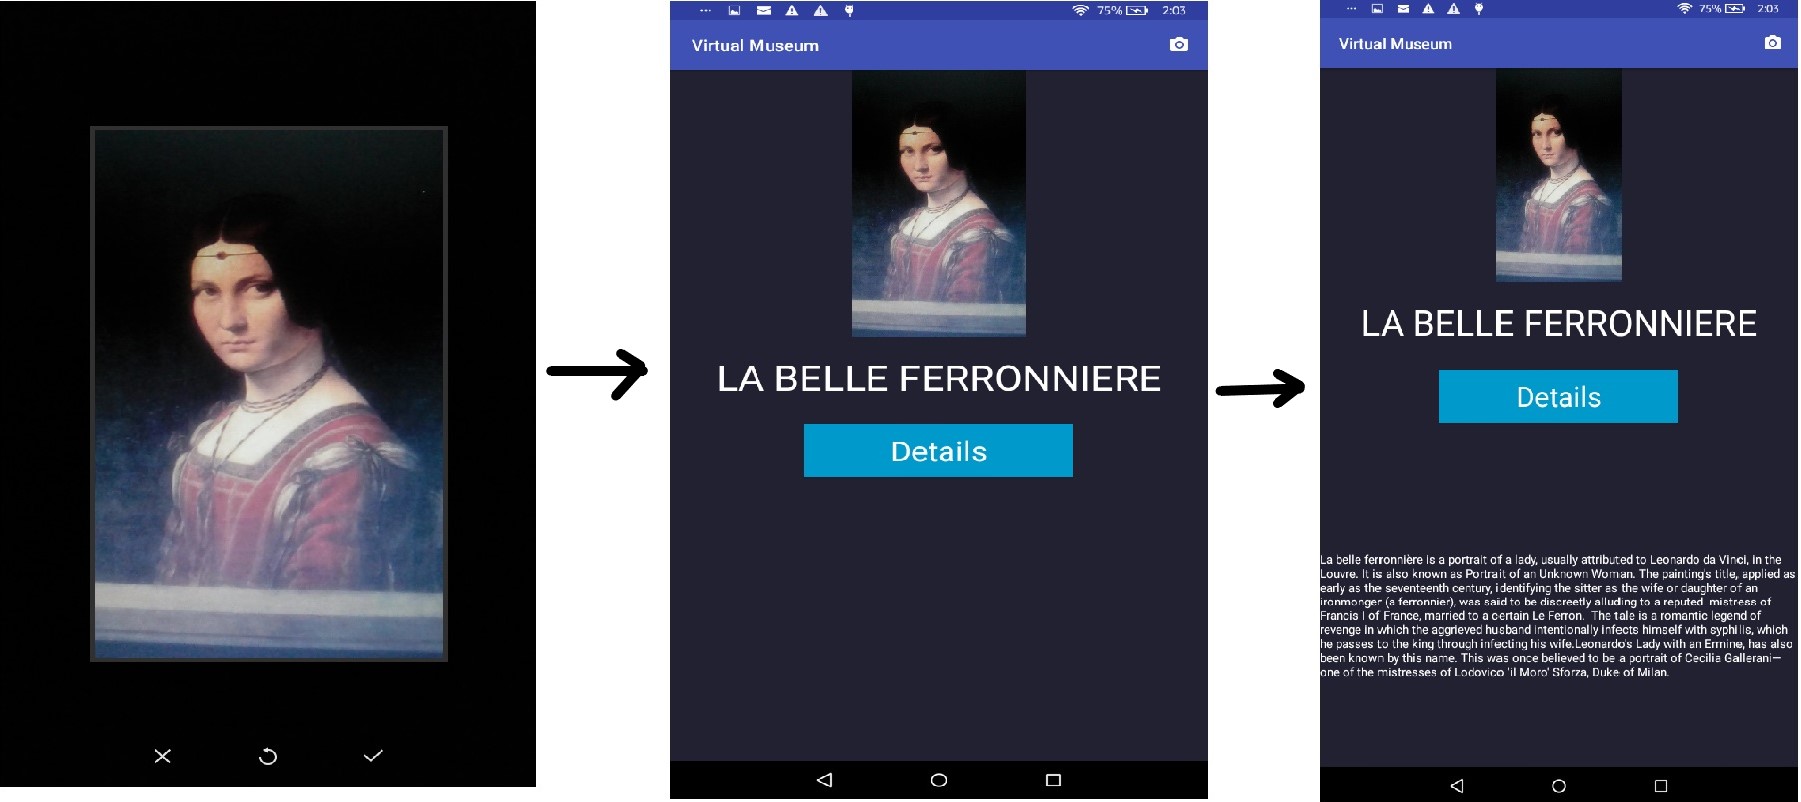 75% 2:03
Virtual Museum
LA BELLE FERRONNIERE
Details
75% 2:03
Virtual Museum
LA BELLE FERRONNIERE
Details
La belle ferronnière is a portrait of a lady, usually attributed to Leonardo da Vinci, in the
Louvre. It is also known as Portrait of an Unknown Woman. The painting's title, applied as
early as the seventeenth century, identifying the sitter as the wife or daughter of an
ironmonger (a ferronnier), was said to be discreetly alluding to a reputed mistress of
Francis I of France, married to a certain Le Ferron. The tale is a romantic legend of
revenge in which the aggrieved husband intentionally infects himself with syphilis, which
he passes to the king through infecting his wife.Leonardo's Lady with an Ermine, has also
been known by this name. This was once believed to be a portrait of Cecilia Gallerani—
one of the mistresses of Lodovico 'il Moro' Sforza, Duke of Milan.